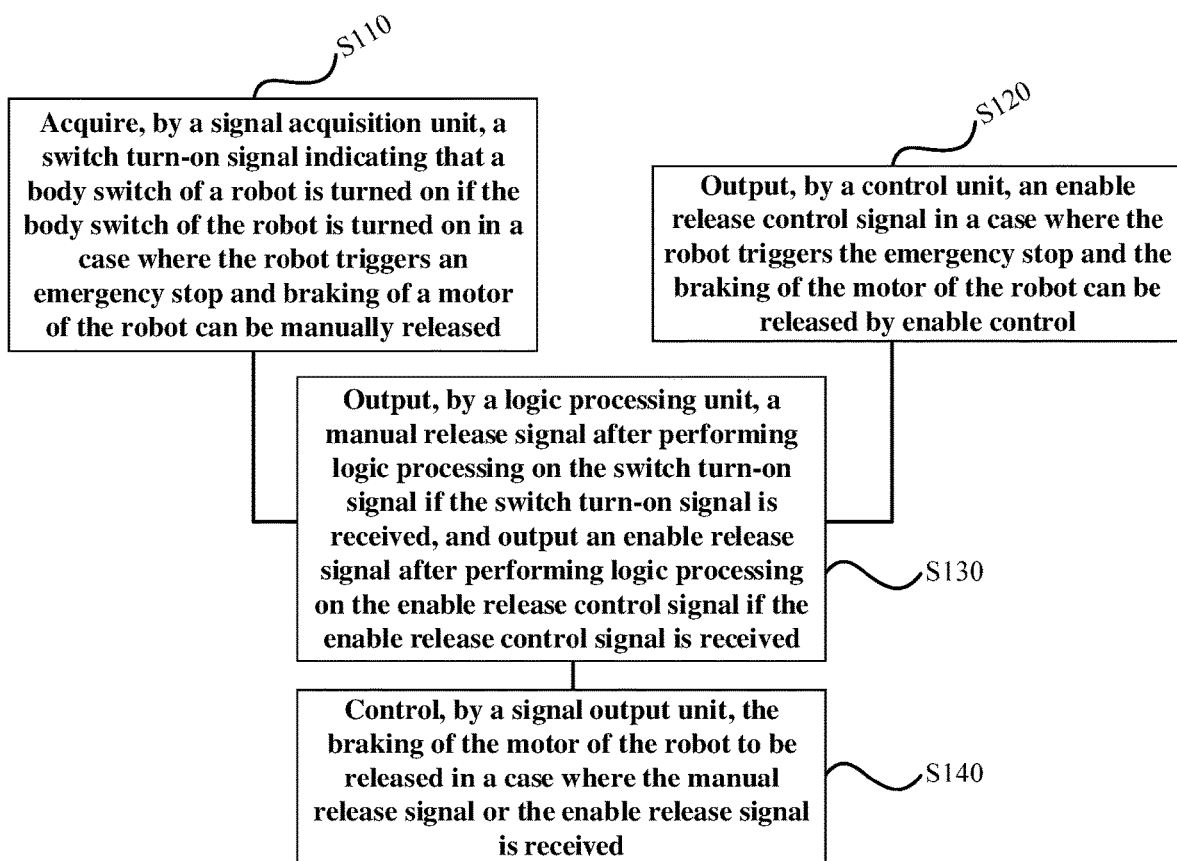 S110
Acquire, by a signal acquisition unit, a
switch turn-on signal indicating that a
body switch of a robot is turned on if the
body switch of the robot is turned on in a
case where the robot triggers an
emergency stop and braking of a motor
of the robot can be manually released
S120
Output, by a control unit, an enable
release control signal in a case where the
robot triggers the emergency stop and the
braking of the motor of the robot can be
released by enable control
Output, by a logic processing unit, a
manual release signal after performing
logic processing on the switch turn-on
signal if the switch turn-on signal is
received, and output an enable release
signal after performing logic processing
on the enable release control signal if the
enable release control signal is received
S130
Control, by a signal output unit, the
braking of the motor of the robot to be
released in a case where the manual
release signal or the enable release signal
is received
S140